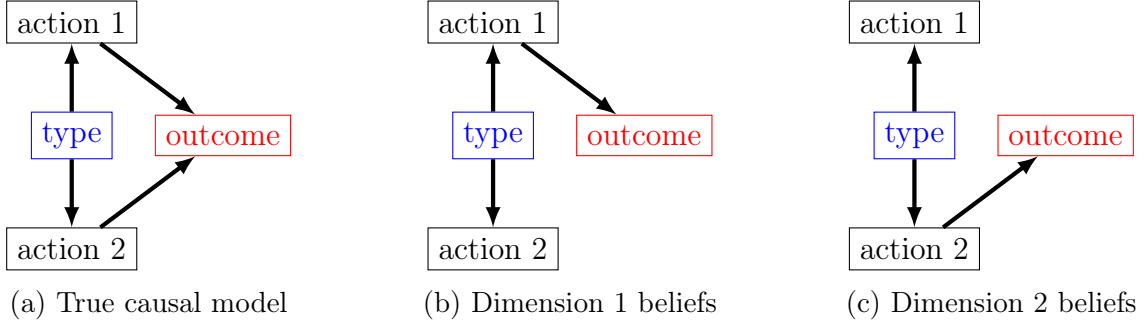 action 1
type
outcome
action 2
(a) True causal model
action 1
type
outcome
action 2
(b) Dimension 1 beliefs
action 1
type
outcome
action 2
(c) Dimension 2 beliefs